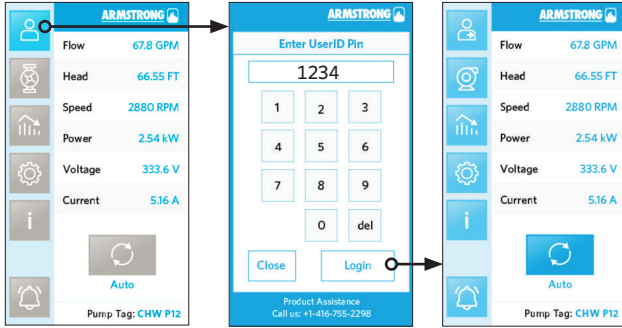 ARMSTRONG
Flow 67.8 GPM
Head 66.55 FT
Speed 2880 RPM
Power 2.54 kW
Voltage 333.6 V
Current 5.16 A
i
Auto
Pump Tag: CHW P12
ARMSTRONG
Enter UserID Pin
1234
1 2 3
4 5 6
7 8 9
0 del
Close Login
Product Assistance
Call us: +1-416-755-2298
ARMSTRONG
Flow 67.8 GPM
Head 66.55 FT
Speed 2880 RPM
Power 2.54 kW
Voltage 333.6 V
Current 5.16 A
i
Auto
Pump Tag: CHW P12